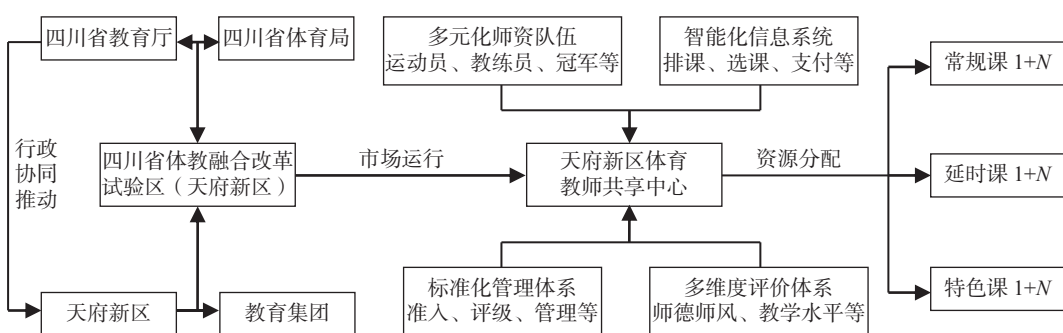 四川省教育厅
四川省体育局
多元化师资队伍
运动员、教练员、冠军等
智能化信息系统
排课、选课、支付等
常规课 1+N
行政
协同
推动
四川省体教融合改革
试验区（天府新区）
市场运行
天府新区体育
教师共享中心
资源分配
延时课 1+N
天府新区
教育集团
标准化管理体系
准入、评级、管理等
多维度评价体系
师德师风、教学水平等
特色课 1+N